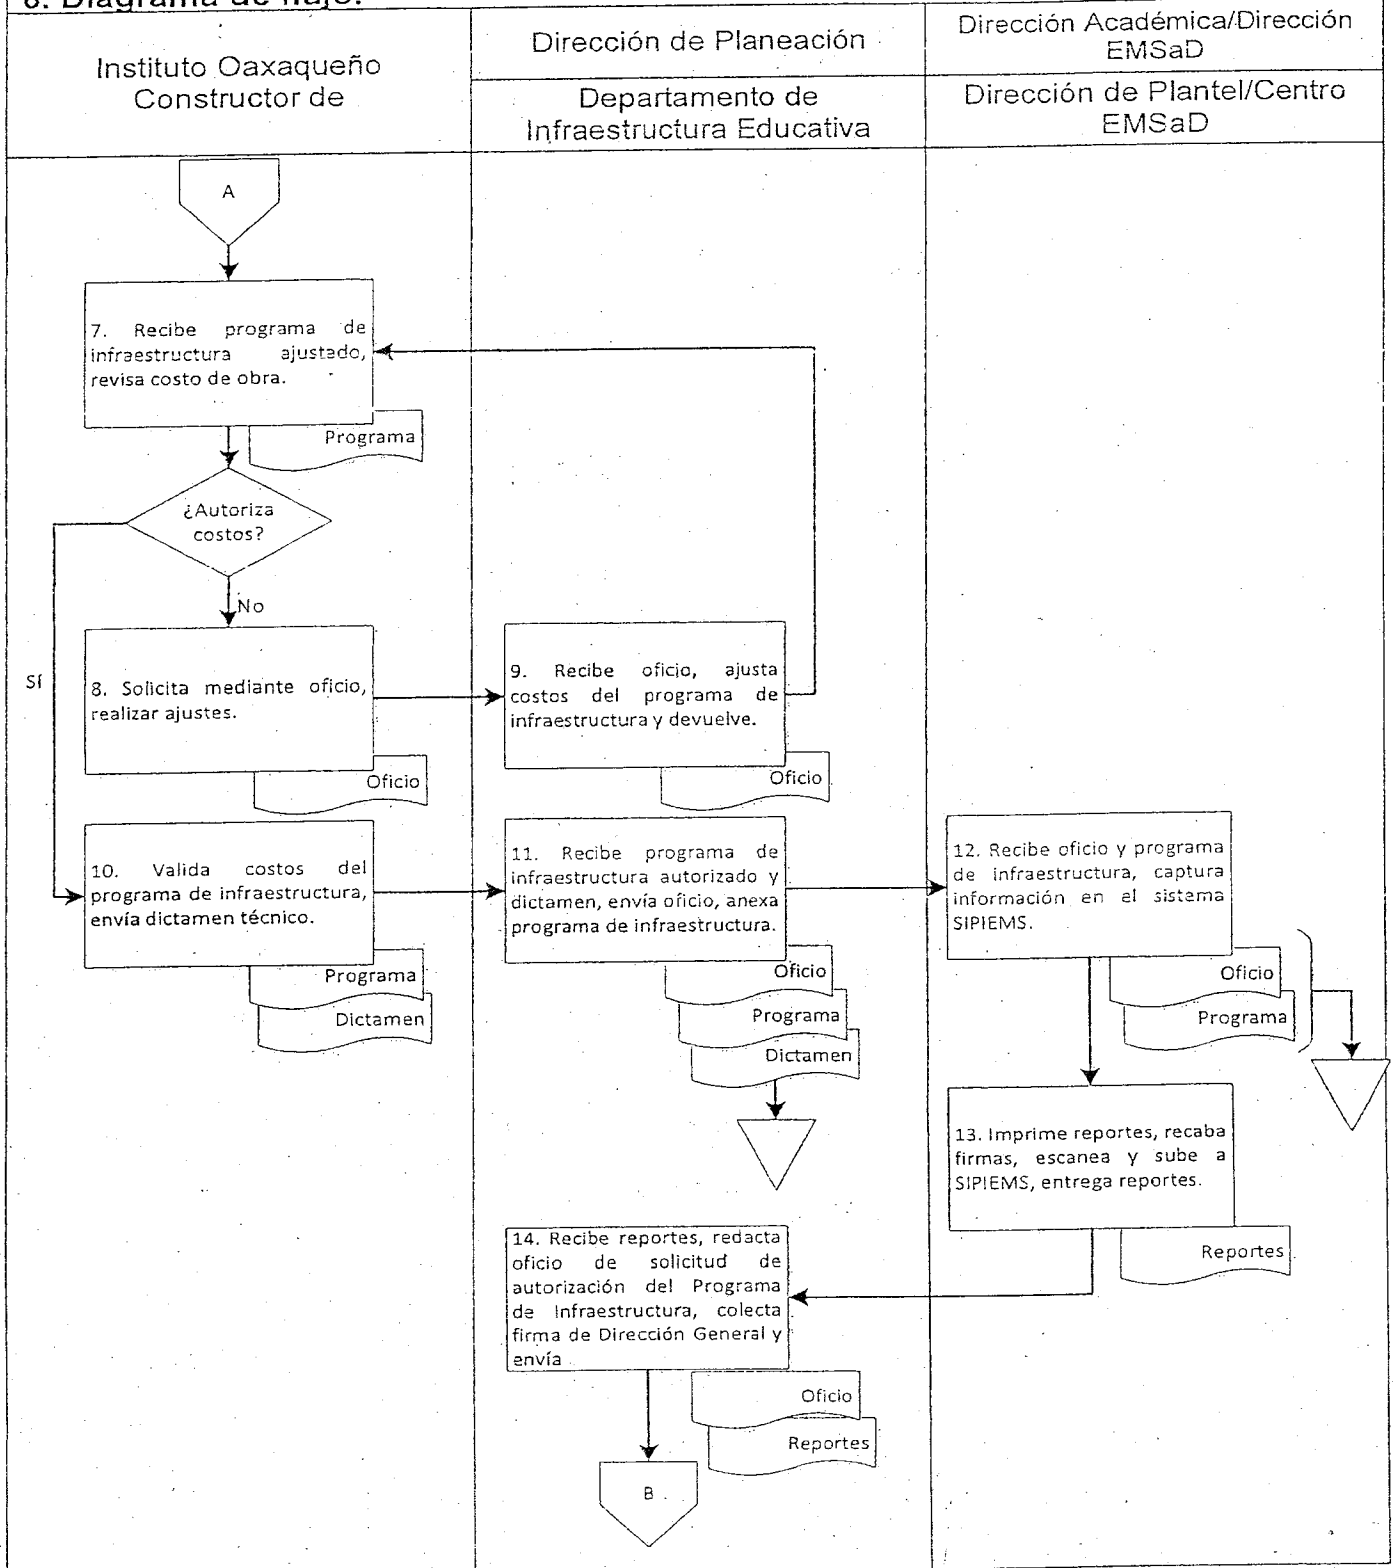 6. Diagrama de flujo.
Instituto Oaxaqueño
Constructor de
Dirección de Planeación
Departamento de
Infraestructura Educativa
Dirección Académica/Dirección
EMSaD
Dirección de Plantel/Centro
EMSaD
A
7. Recibe programa de
infraestructura ajustado,
revisa costo de obra.
Programa
¿Autoriza
costos?
No
Sí
8. Solicita mediante oficio,
realizar ajustes.
Oficio
9. Recibe oficio, ajusta
costos del programa de
infraestructura y devuelve.
Oficio
10. Valida costos del
programa de infraestructura,
envía dictamen técnico.
Programa
Dictamen
11. Recibe programa de
infraestructura autorizado y
dictamen, envía oficio, anexa
programa de infraestructura.
Oficio
Programa
Dictamen
12. Recibe oficio y programa
de infraestructura, captura
información en el sistema
SIPIEMS.
Oficio
Programa
13. Imprime reportes, recaba
firmas, escanea y sube a
SIPIEMS, entrega reportes.
Reportes
14. Recibe reportes, redacta
oficio de solicitud de
autorización del Programa
de Infraestructura, colecta
firma de Dirección General y
envía
Oficio
Reportes
B